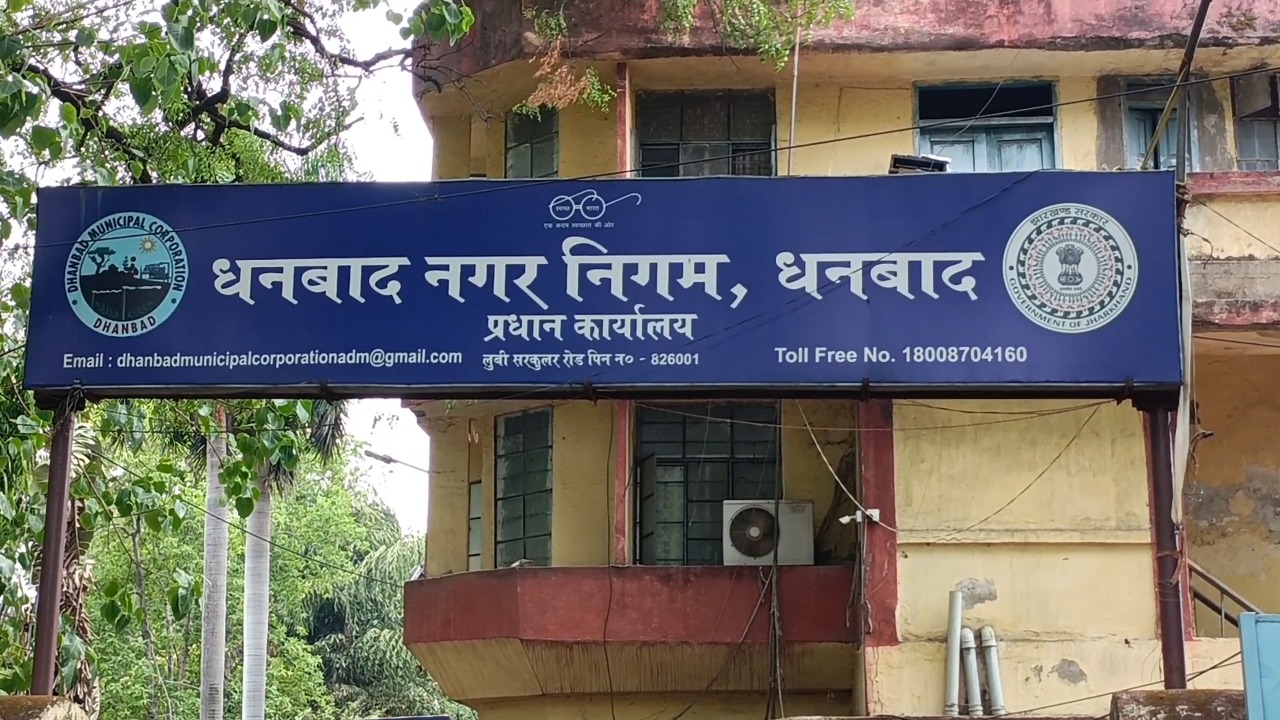 स्वच्छ भारत
एक कदम स्वच्छता की ओर
DHANBAD MUNICIPAL CORPORATION
DHANBAD
धनबाद नगर निगम, धनबाद
झारखण्ड सरकार
GOVERNMENT OF JHARKHAND
प्रधान कार्यालय
Email : dhanbadmunicipalcorporationadm@gmail.com
लुबी सरकुलर रोड पिन न० - 826001
Toll Free No. 18008704160